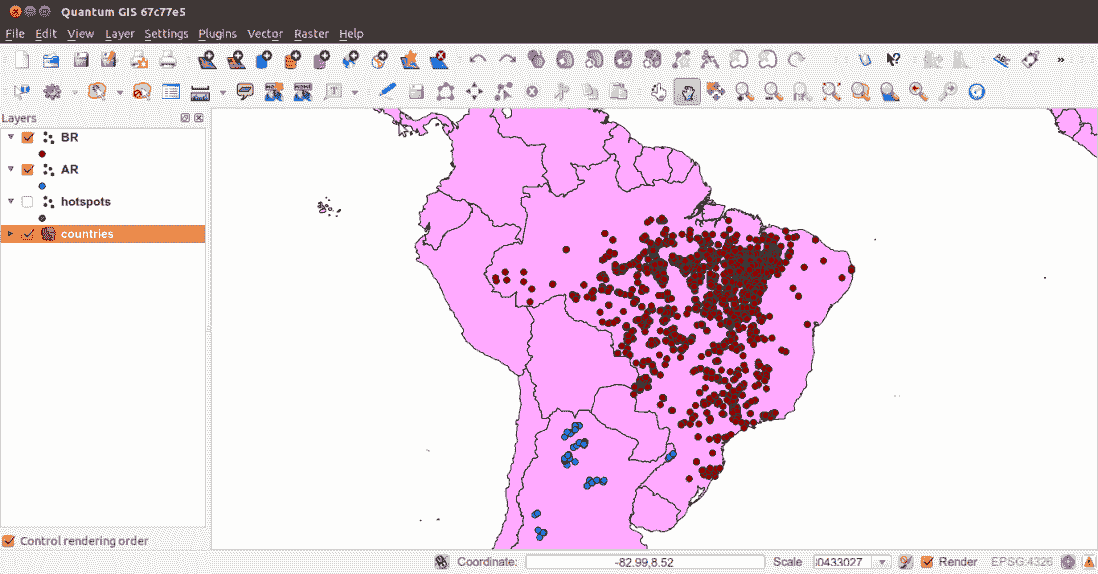 Quantum GIS 67c77e5
File Edit View Layer Settings Plugins Vector Raster Help
»
Layers
BR
AR
hotspots
countries
Control rendering order
Coordinate: -82.99,8.52 Scale 0433027 Render EPSG:4326